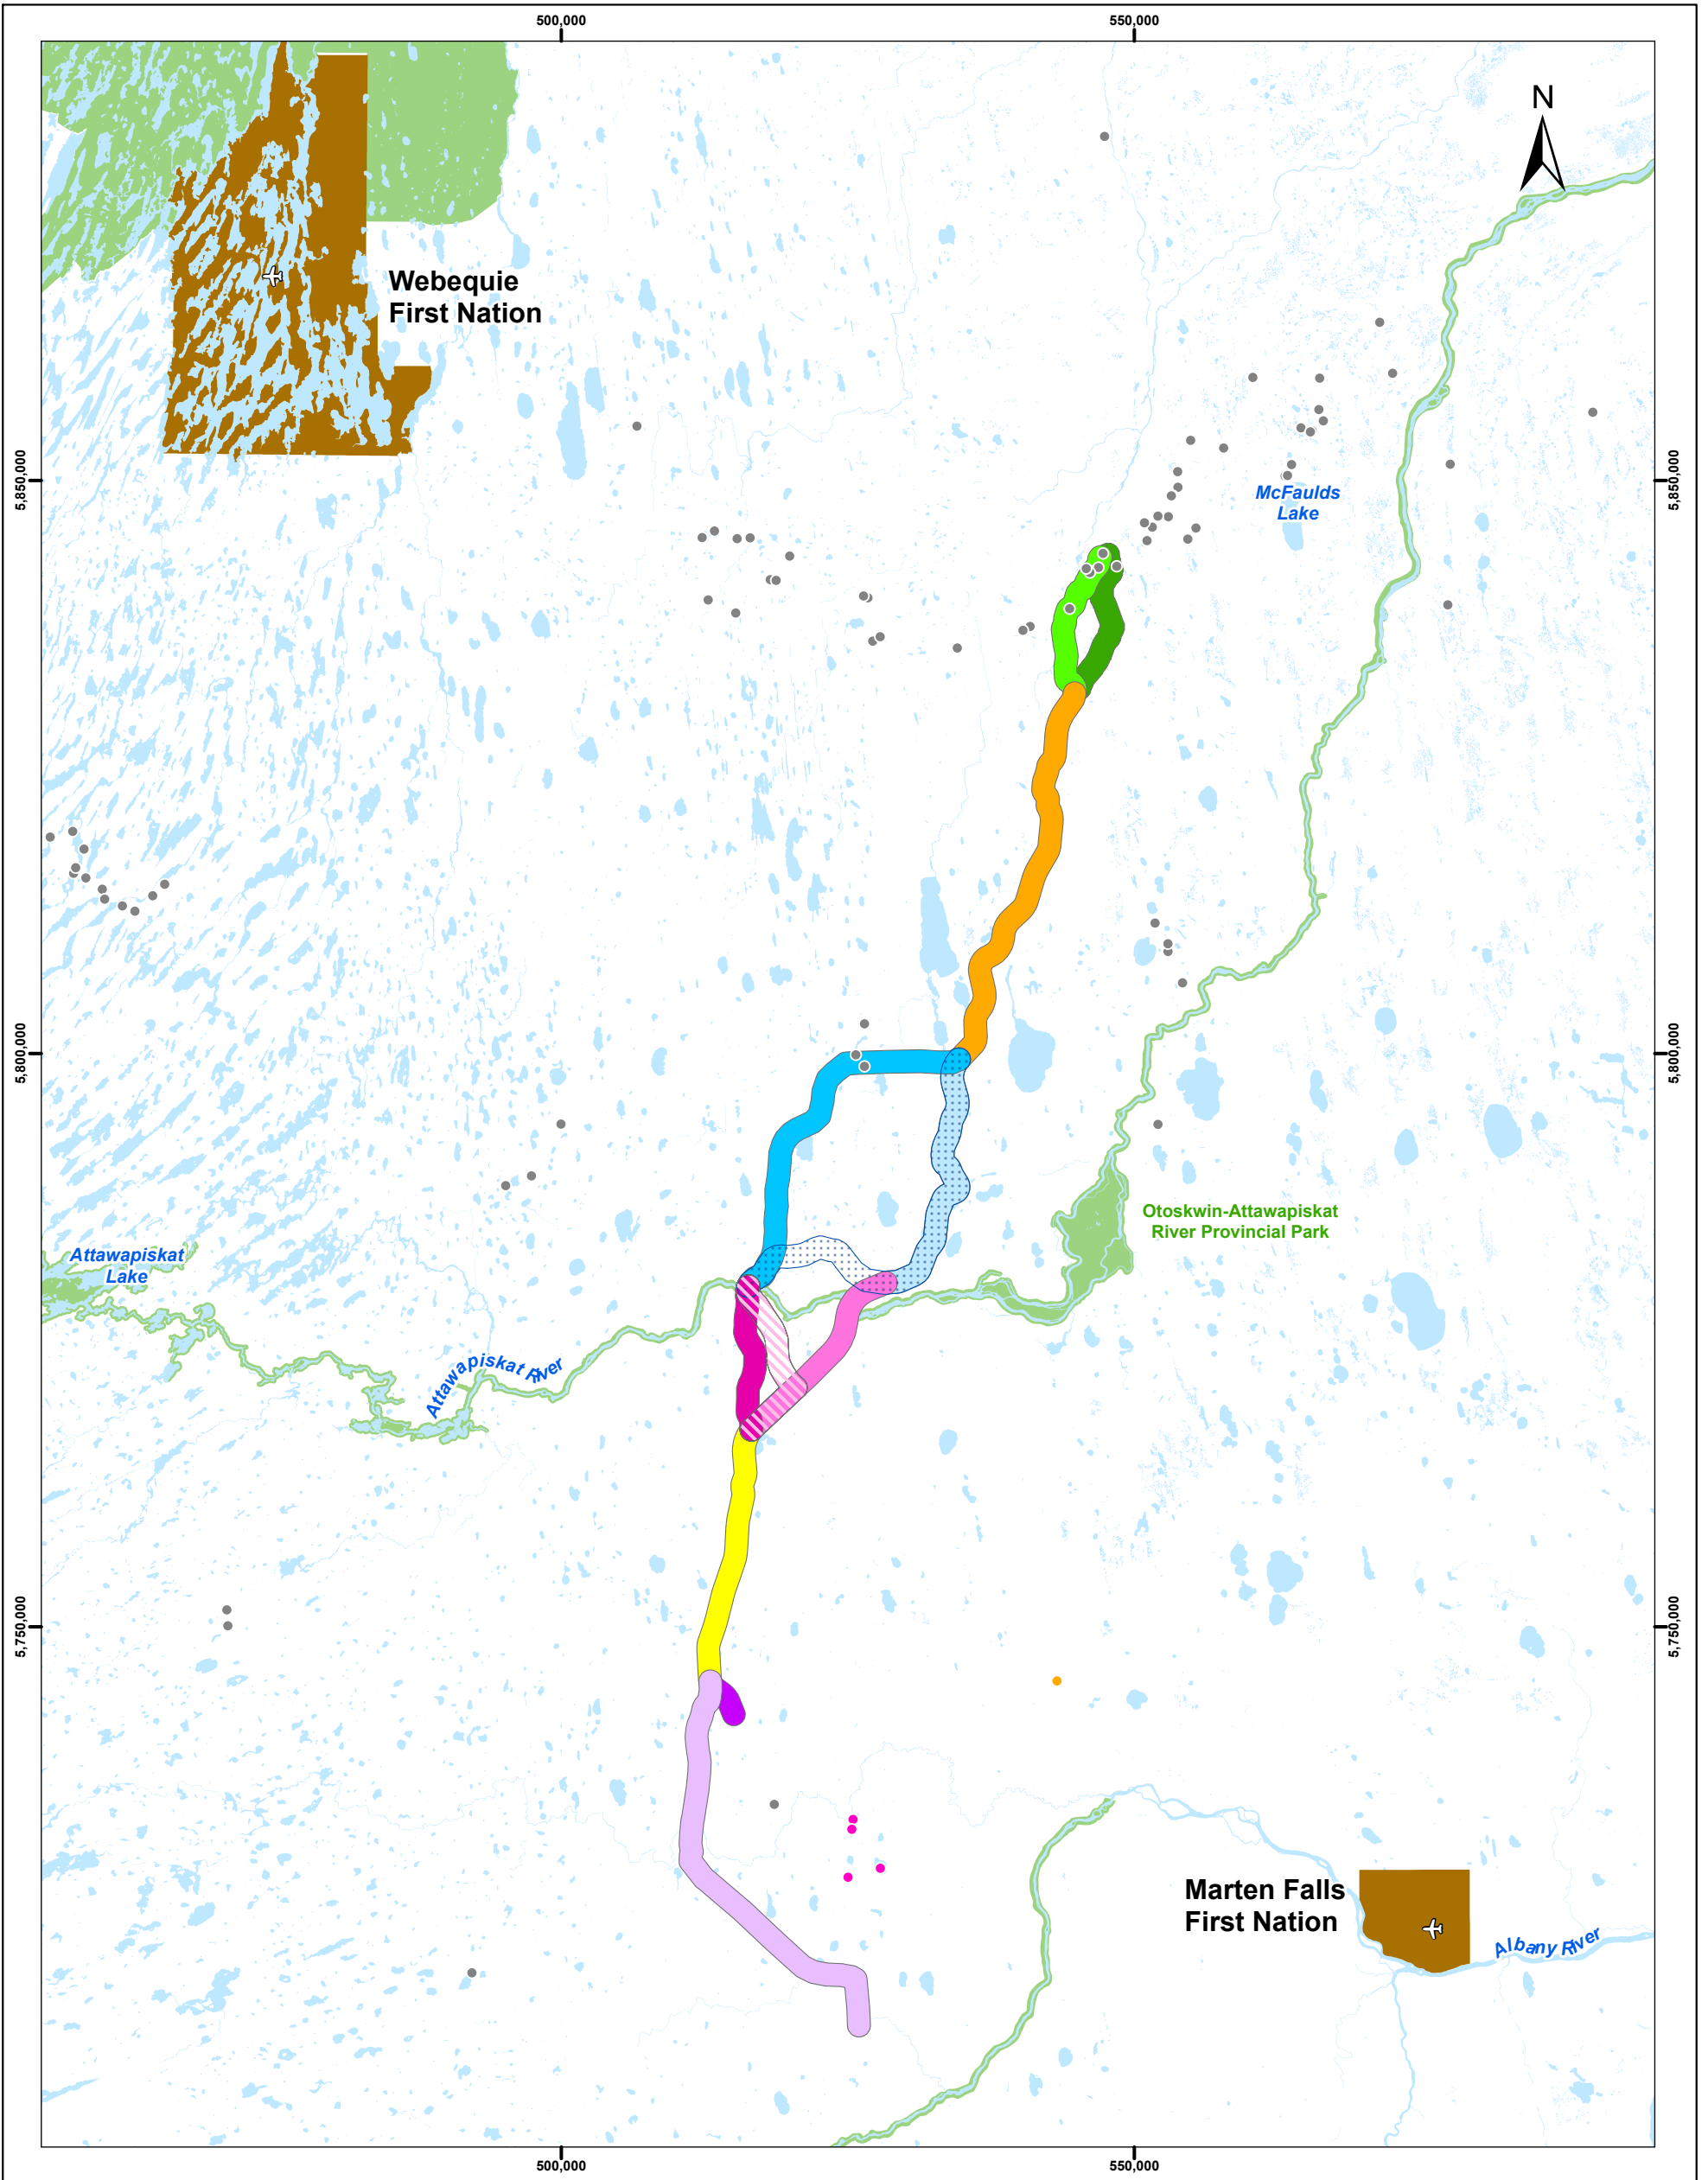 500,000
550,000
N
Webequie
First Nation
5,850,000
5,850,000
McFaulds
Lake
5,800,000
5,800,000
Otoskwin-Attawapiskat
River Provincial Park
Attawapiskat
Lake
Attawapiskat River
5,750,000
5,750,000
Marten Falls
First Nation
Albany River
500,000
550,000